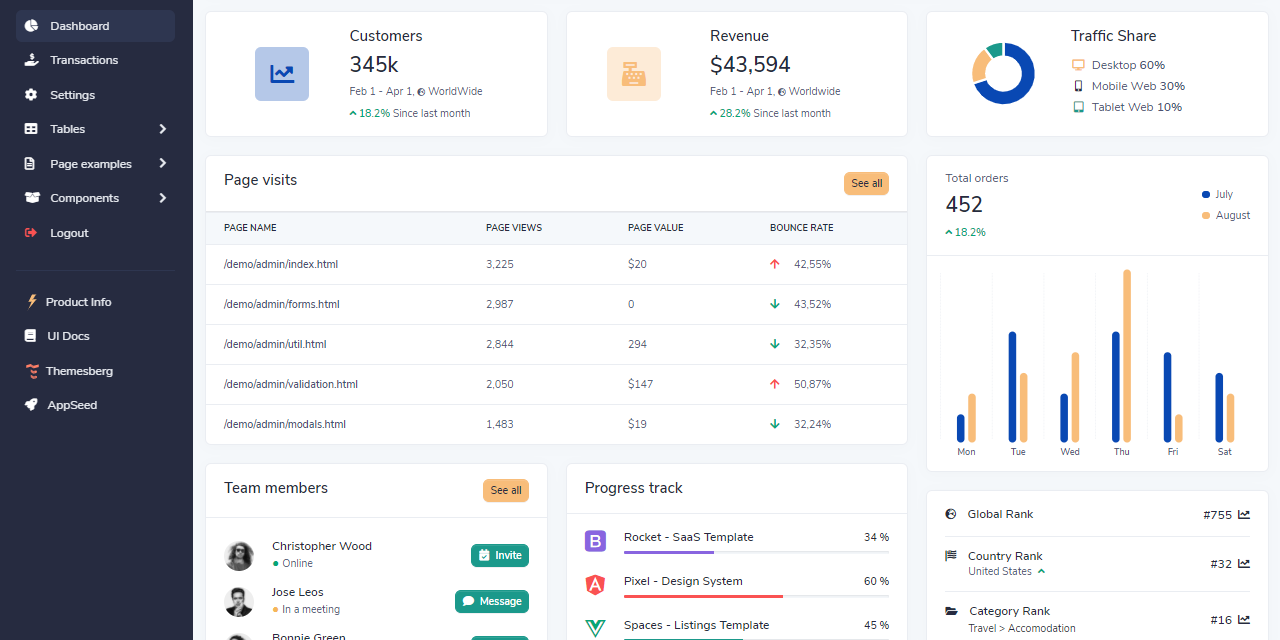 Dashboard
Transactions
Settings
Tables
Page examples
Components
Logout
Product Info
UI Docs
Themesberg
AppSeed
Customers
345k
Feb 1 - Apr 1, WorldWide
18.2% Since last month
Revenue
$43,594
Feb 1 - Apr 1, Worldwide
28.2% Since last month
Traffic Share
Desktop 60%
Mobile Web 30%
Tablet Web 10%
Page visits
See all
PAGE NAME PAGE VIEWS PAGE VALUE BOUNCE RATE
/demo/admin/index.html 3,225 $20 42,55%
/demo/admin/forms.html 2,987 0 43,52%
/demo/admin/util.html 2,844 294 32,35%
/demo/admin/validation.html 2,050 $147 50,87%
/demo/admin/modals.html 1,483 $19 32,24%
Total orders
452
18.2%
July
August
Mon Tue Wed Thu Fri Sat
Team members
See all
Christopher Wood
Online
Invite
Jose Leos
In a meeting
Message
Bonnie Green
Progress track
B
Rocket - SaaS Template 34 %
A
Pixel - Design System 60 %
Spaces - Listings Template 45 %
Global Rank #755
Country Rank
United States
#32
Category Rank
Travel > Accomodation
#16